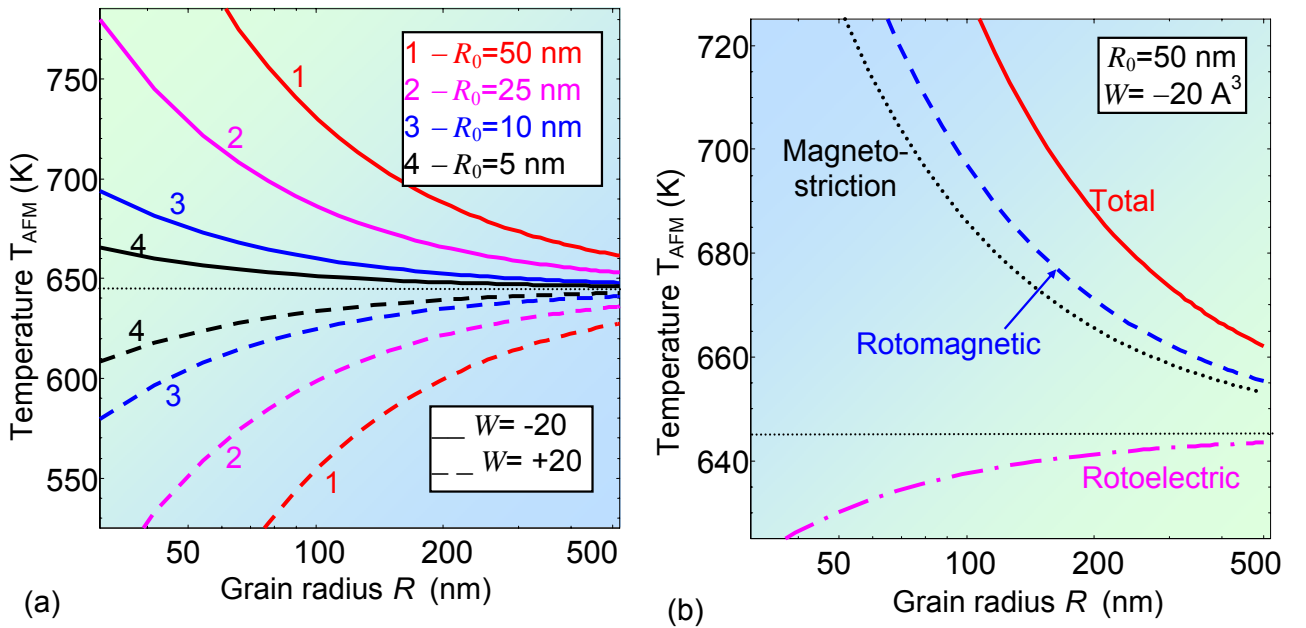 1 – R₀=50 nm
2 – R₀=25 nm
3 – R₀=10 nm
4 – R₀=5 nm
1
2
3
4
4
3
2
1
W= -20
W= +20
750
700
650
600
550
Temperature T_AFM (K)
50
100
200
500
Grain radius R (nm)
(a)
R₀=50 nm
W= –20 A³
Magneto-
striction
Total
Rotomagnetic
Rotoelectric
720
700
680
660
640
Temperature T_AFM (K)
50
100
200
500
Grain radius R (nm)
(b)